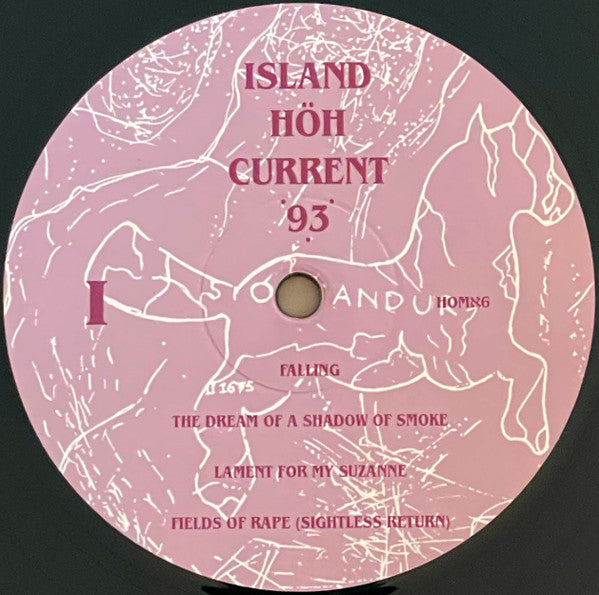 ISLAND
HÖH
CURRENT
'93'
I
HOMA6
FALLING
THE DREAM OF A SHADOW OF SMOKE
LAMENT FOR MY SUZANNE
FIELDS OF RAPE (SIGHTLESS RETURN)